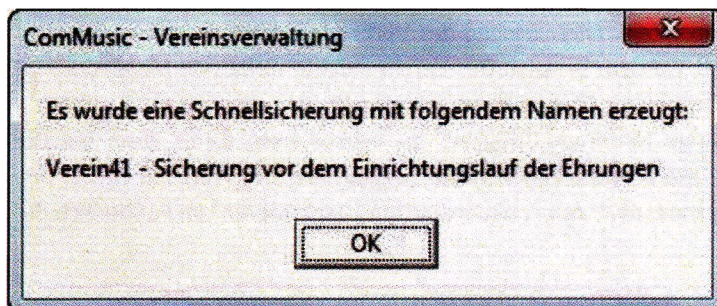 ComMusic - Vereinsverwaltung
Es wurde eine Schnellsicherung mit folgendem Namen erzeugt:
Verein41 - Sicherung vor dem Einrichtungslauf der Ehrungen
OK